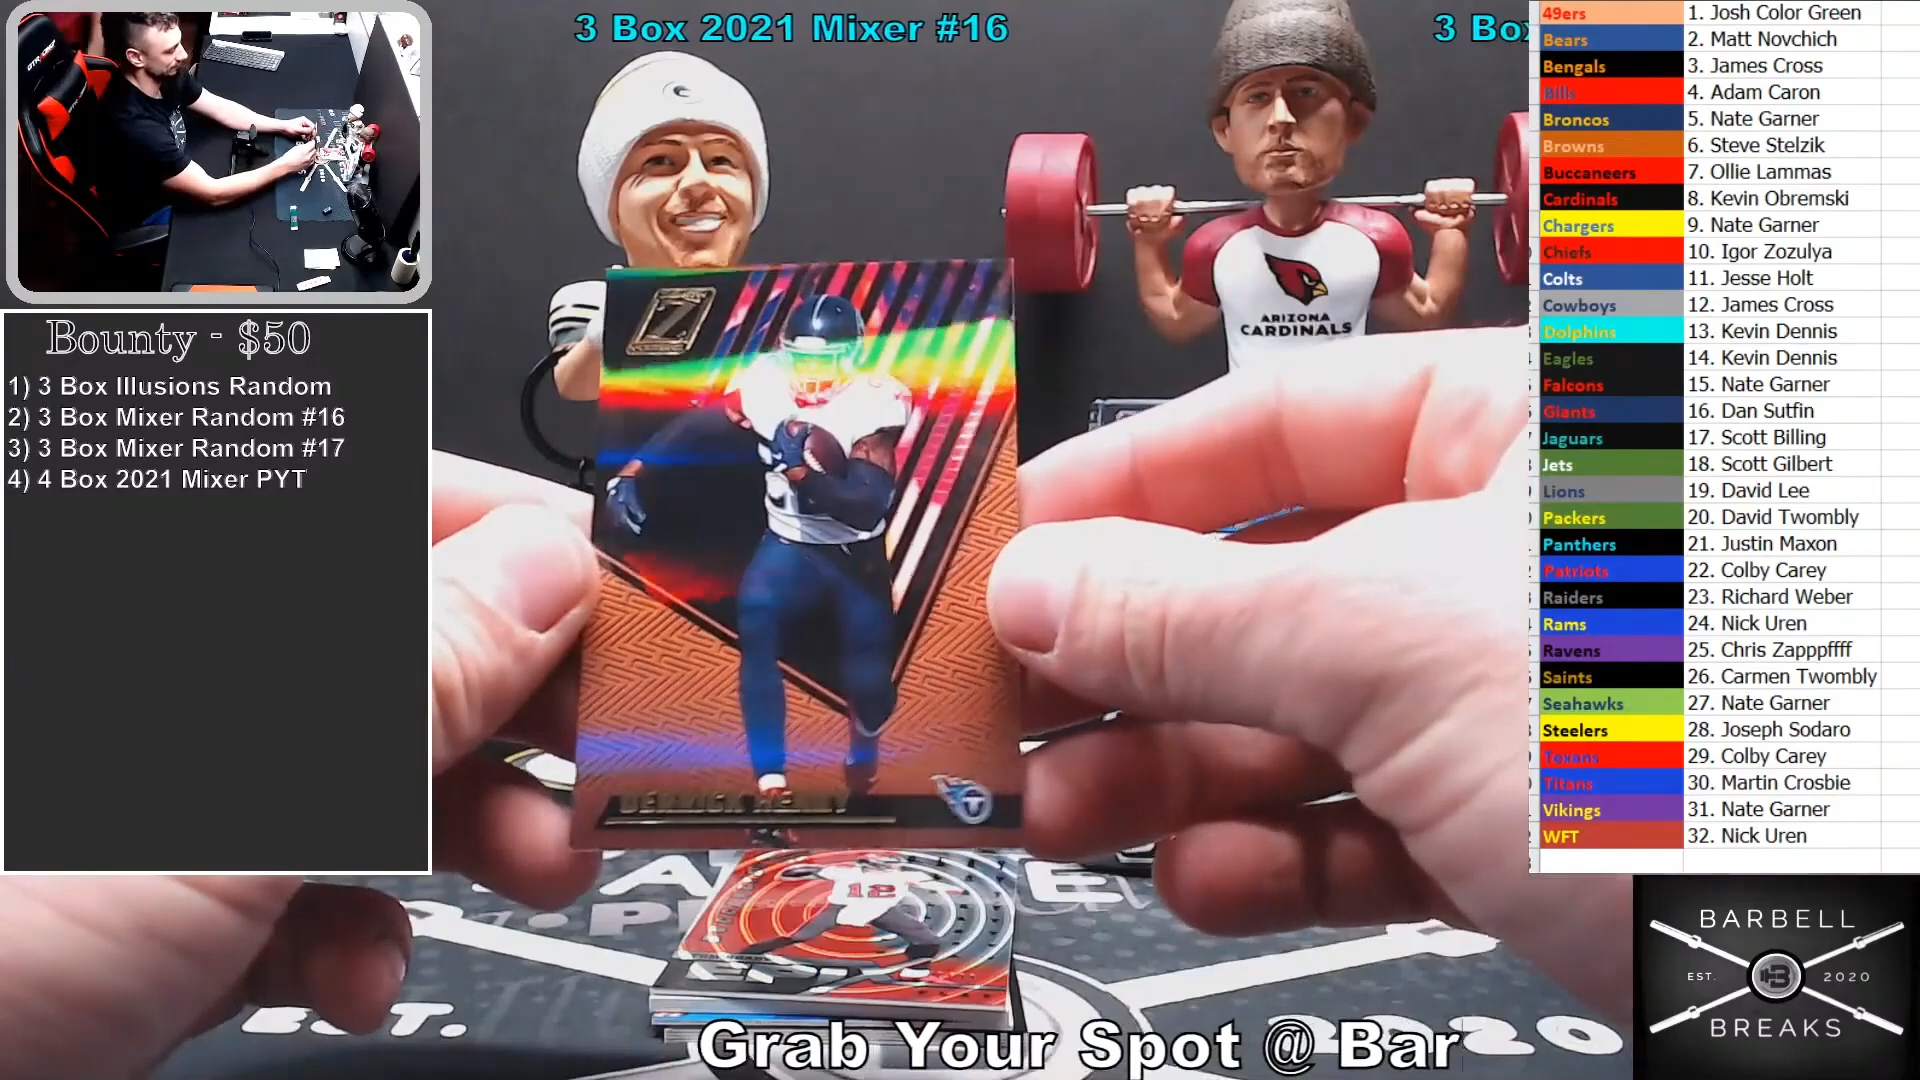 3 Box 2021 Mixer #16
3 Bo
Bounty - $50
1) 3 Box Illusions Random
2) 3 Box Mixer Random #16
3) 3 Box Mixer Random #17
4) 4 Box 2021 Mixer PYT
49ers 1. Josh Color Green
Bears 2. Matt Novchich
Bengals 3. James Cross
Bills 4. Adam Caron
Broncos 5. Nate Garner
Browns 6. Steve Stelzik
Buccaneers 7. Ollie Lammas
Cardinals 8. Kevin Obremski
Chargers 9. Nate Garner
Chiefs 10. Igor Zozulya
Colts 11. Jesse Holt
Cowboys 12. James Cross
Dolphins 13. Kevin Dennis
Eagles 14. Kevin Dennis
Falcons 15. Nate Garner
Giants 16. Dan Sutfin
Jaguars 17. Scott Billing
Jets 18. Scott Gilbert
Lions 19. David Lee
Packers 20. David Twombly
Panthers 21. Justin Maxon
Patriots 22. Colby Carey
Raiders 23. Richard Weber
Rams 24. Nick Uren
Ravens 25. Chris Zapppffff
Saints 26. Carmen Twombly
Seahawks 27. Nate Garner
Steelers 28. Joseph Sodaro
Texans 29. Colby Carey
Titans 30. Martin Crosbie
Vikings 31. Nate Garner
WFT 32. Nick Uren
ARIZONA
CARDINALS
Z
DERRICK HENRY
12
EPIX
EST.
2020
BARBELL
EST. B 2020
BREAKS
Grab Your Spot @ Bar